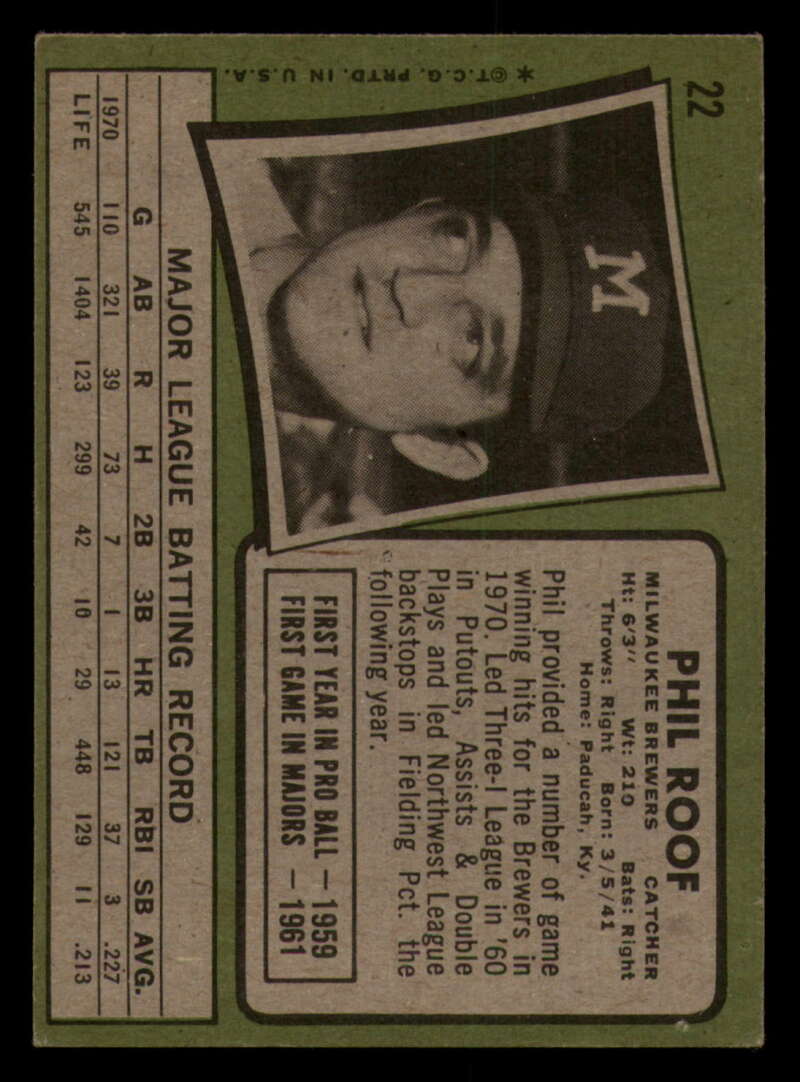 22
M
PHIL ROOF
MILWAUKEE BREWERS CATCHER
Ht: 6'3" Wt: 210 Bats: Right
Throws: Right Born: 3/5/41
Home: Paducah, Ky.
Phil provided a number of game
winning hits for the Brewers in
1970. Led Three-I League in '60
in Putouts, Assists & Double
Plays and led Northwest League
backstops in Fielding Pct. the
following year.
FIRST YEAR IN PRO BALL — 1959
FIRST GAME IN MAJORS — 1961
MAJOR LEAGUE BATTING RECORD
G AB R H 2B 3B HR TB RBI SB AVG.
1970 110 321 39 73 7 1 13 121 37 3 .227
LIFE 545 1404 123 299 42 10 29 448 129 11 .213
*©T.C.G. PRTD. IN U.S.A.